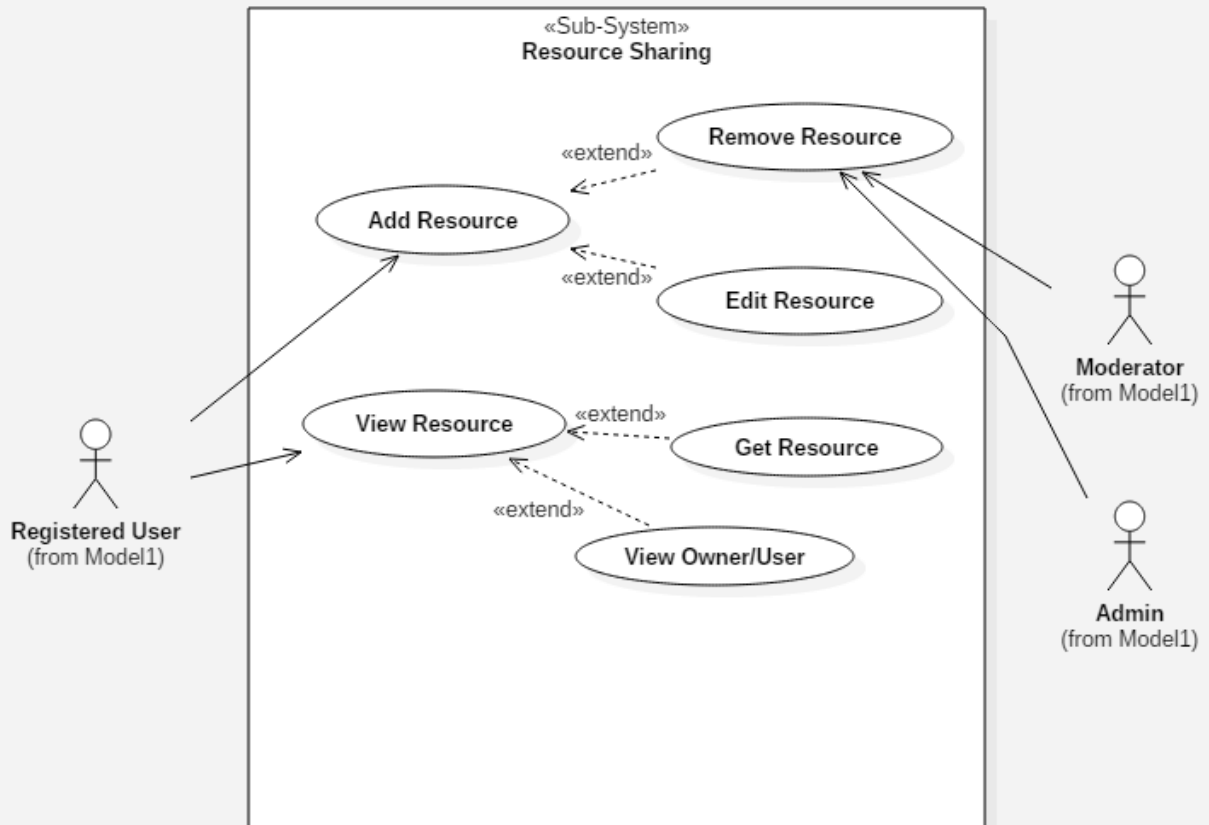 «Sub-System»
Resource Sharing
Remove Resource
«extend»
Add Resource
«extend»
Edit Resource
Moderator
(from Model1)
View Resource
«extend»
Get Resource
Registered User
(from Model1)
«extend»
View Owner/User
Admin
(from Model1)